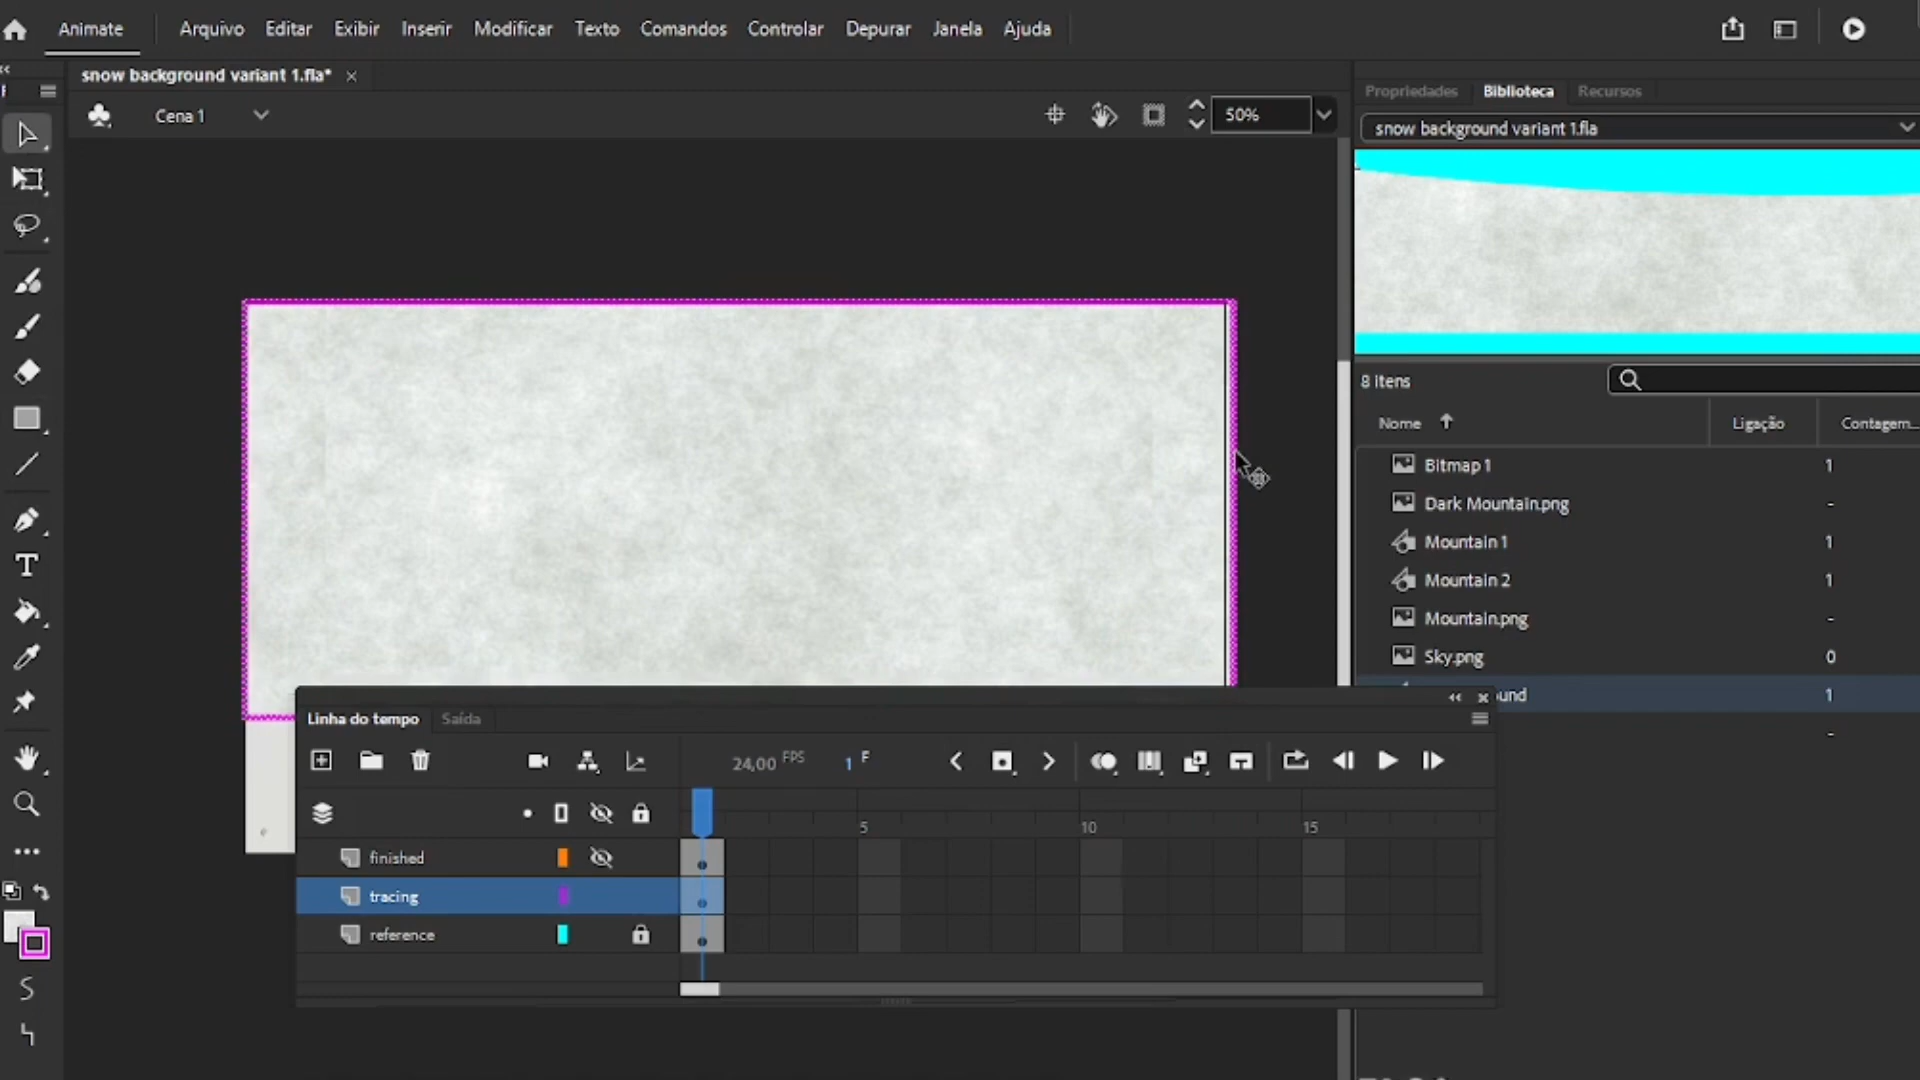 Animate Arquivo Editar Exibir Inserir Modificar Texto Comandos Controlar Depurar Janela Ajuda
snow background variant 1.fla*
Cena 1
50%
Propriedades Biblioteca Recursos
snow background variant 1.fla
8 Itens
Nome Ligação Contagem...
Bitmap 1 1
Dark Mountain.png -
Mountain 1 1
Mountain 2 1
Mountain.png -
Sky.png 0
und 1
-
Linha do tempo Saída
24,00 FPS 1 F
5 10 15
finished
tracing
reference